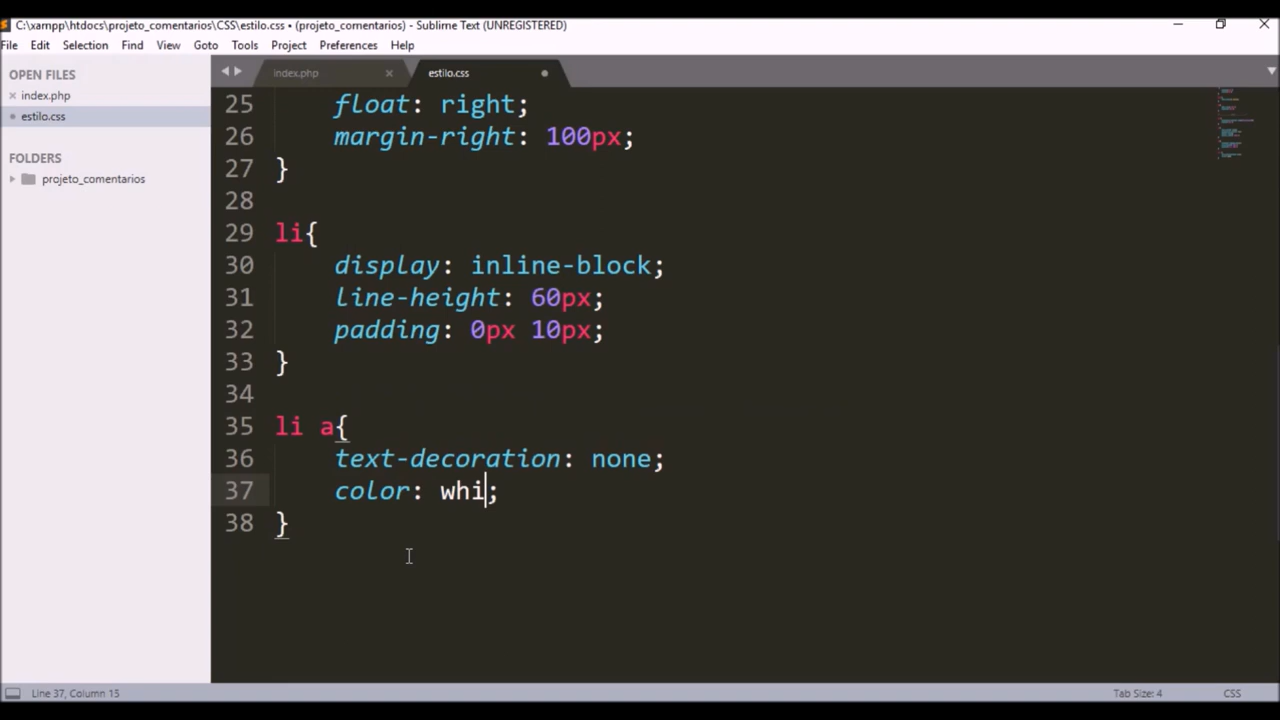 C:\xampp\htdocs\projeto_comentarios\CSS\estilo.css • (projeto_comentarios) - Sublime Text (UNREGISTERED)
File Edit Selection Find View Goto Tools Project Preferences Help
OPEN FILES
index.php
estilo.css
FOLDERS
projeto_comentarios
index.php estilo.css
25 float: right;
26 margin-right: 100px;
27 }
28
29 li{
30 display: inline-block;
31 line-height: 60px;
32 padding: 0px 10px;
33 }
34
35 li a{
36 text-decoration: none;
37 color: whi;
38 }
Line 37, Column 15 Tab Size: 4 CSS